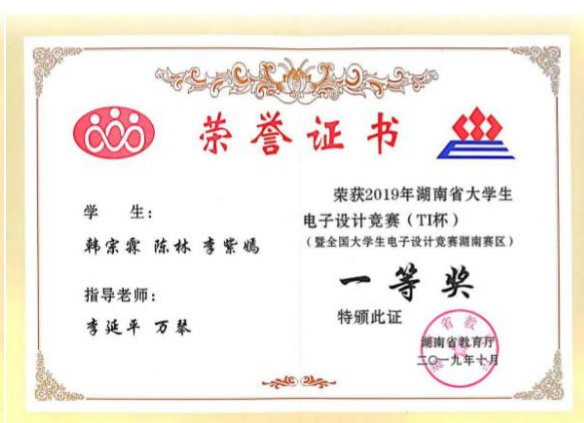 荣誉证书
学 生：
韩宗霖 陈林 李紫嫣
指导老师：
李延平 万琴
荣获2019年湖南省大学生
电子设计竞赛（TI杯）
（暨全国大学生电子设计竞赛湖南赛区）
一等奖
特颁此证
湖南省教育厅
二○一九年十月